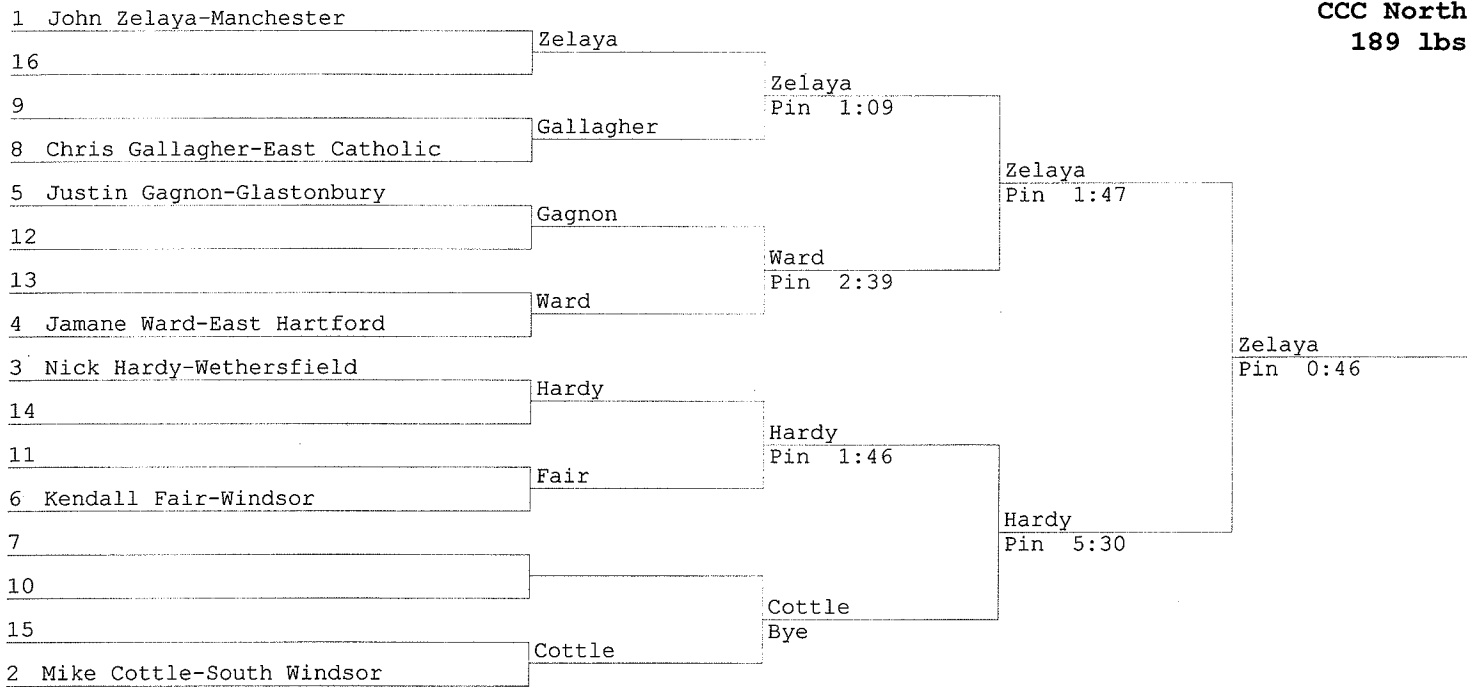 CCC North
189 lbs
1 John Zelaya-Manchester
16
9
8 Chris Gallagher-East Catholic
5 Justin Gagnon-Glastonbury
12
13
4 Jamane Ward-East Hartford
3 Nick Hardy-Wethersfield
14
11
6 Kendall Fair-Windsor
7
10
15
2 Mike Cottle-South Windsor
Zelaya
Gallagher
Gagnon
Ward
Hardy
Fair
Cottle
Zelaya
Pin 1:09
Ward
Pin 2:39
Hardy
Pin 1:46
Cottle
Bye
Zelaya
Pin 1:47
Hardy
Pin 5:30
Zelaya
Pin 0:46